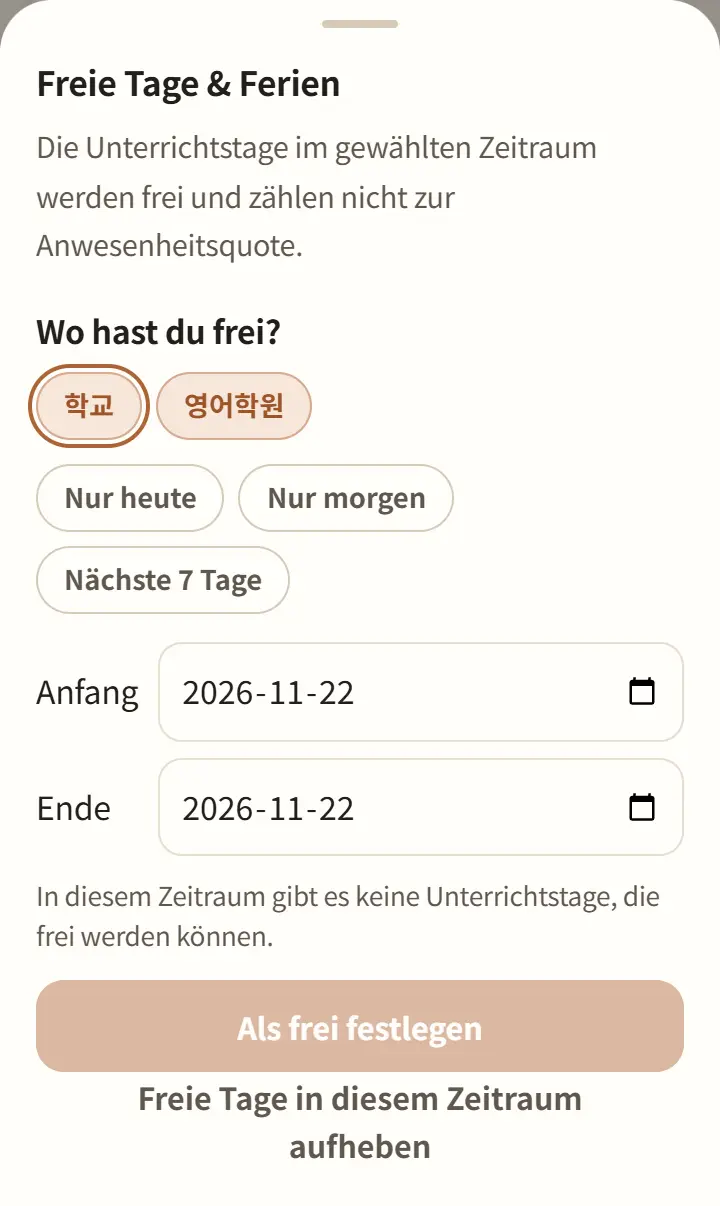 Freie Tage & Ferien
Die Unterrichtstage im gewählten Zeitraum
werden frei und zählen nicht zur
Anwesenheitsquote.
Wo hast du frei?
학교 영어학원
Nur heute Nur morgen
Nächste 7 Tage
Anfang 2026-11-22
Ende 2026-11-22
In diesem Zeitraum gibt es keine Unterrichtstage, die
frei werden können.
Als frei festlegen
Freie Tage in diesem Zeitraum
aufheben